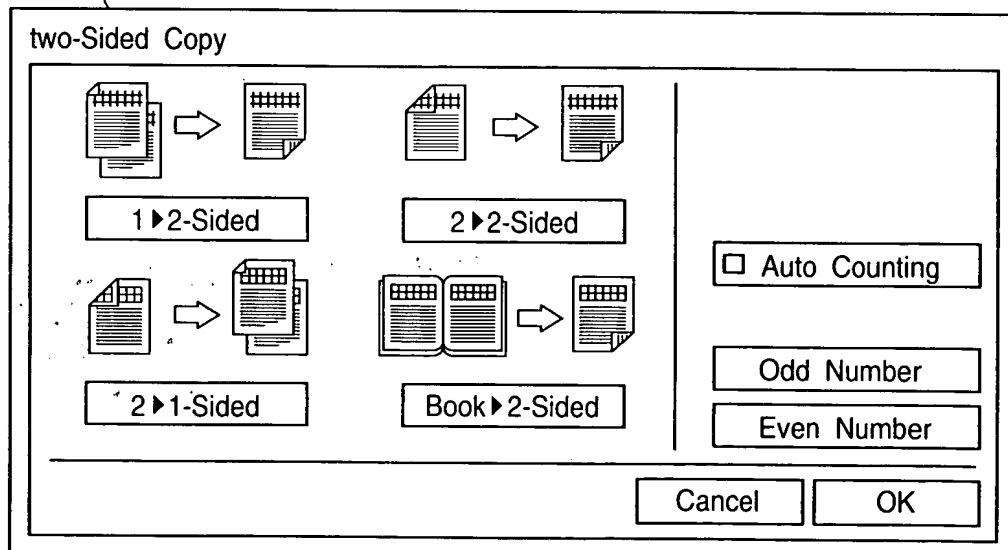 two-Sided Copy
1▶2-Sided
2▶2-Sided
Auto Counting
2▶1-Sided
Book▶2-Sided
Odd Number
Even Number
Cancel
OK